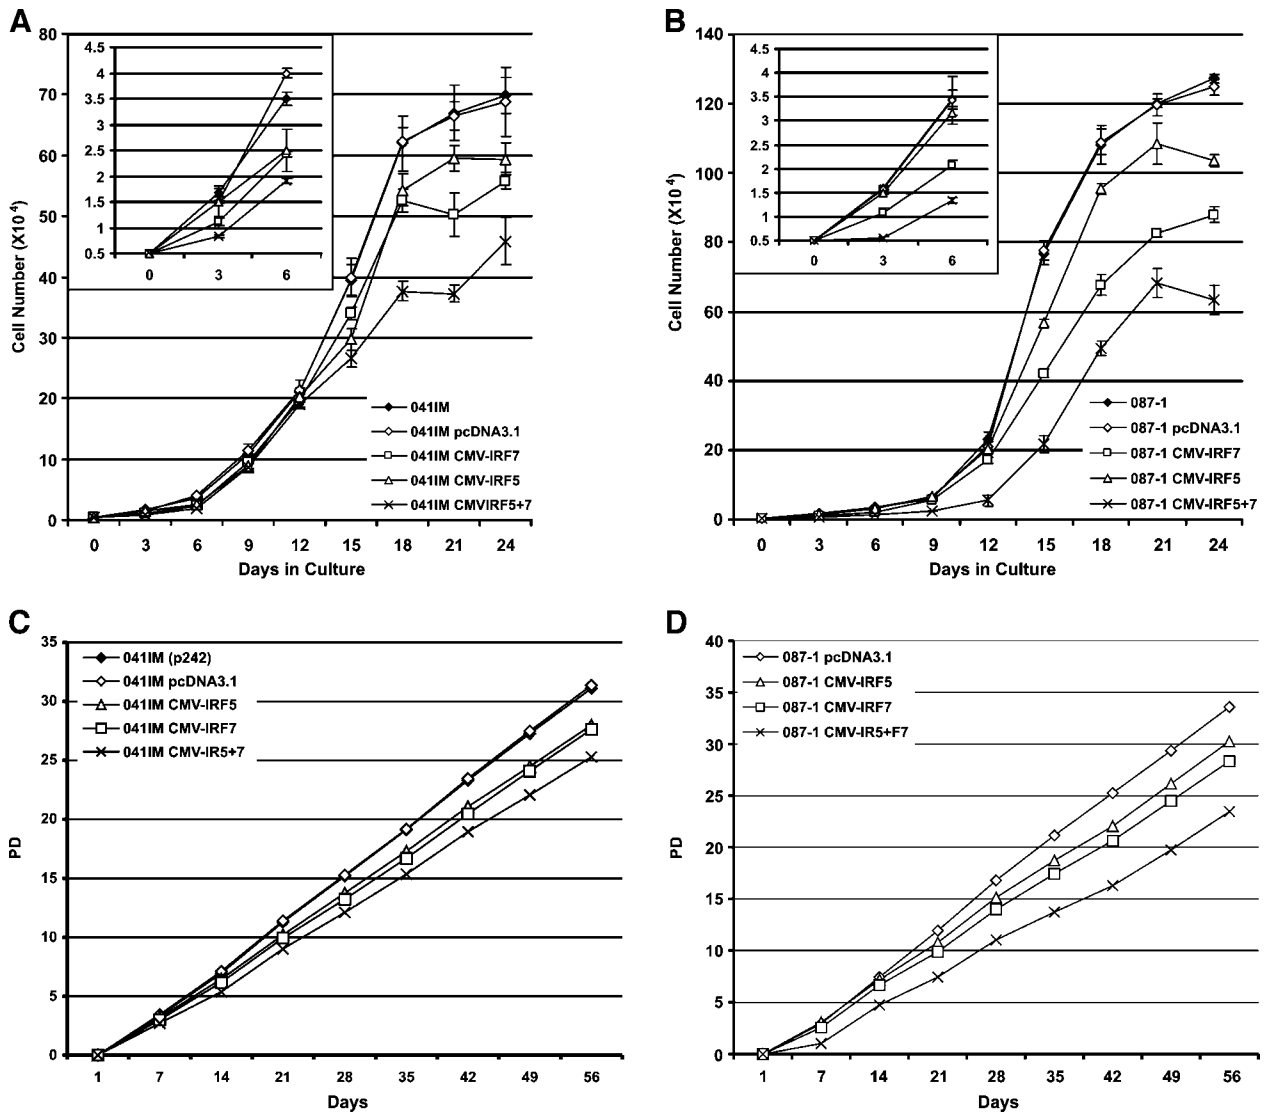 A
80
70
60
50
40
30
20
10
0
Cell Number (X10⁻⁴)
4.5
4
3.5
3
2.5
2
1.5
1
0.5
0 3 6
041IM
041IM pcDNA3.1
041IM CMV-IRF7
041IM CMV-IRF5
041IM CMVIRF5+7
0 3 6 9 12 15 18 21 24
Days in Culture
B
140
120
100
80
60
40
20
0
Cell Number (X10⁻⁴)
4.5
4
3.5
3
2.5
2
1.5
1
0.5
0 3 6
087-1
087-1 pcDNA3.1
087-1 CMV-IRF7
087-1 CMV-IRF5
087-1 CMV-IRF5+7
0 3 6 9 12 15 18 21 24
Days in Culture
C
35
30
25
20
15
10
5
0
PD
041IM (p242)
041IM pcDNA3.1
041IM CMV-IRF5
041IM CMV-IRF7
041IM CMV-IR5+7
1 7 14 21 28 35 42 49 56
Days
D
40
35
30
25
20
15
10
5
0
PD
087-1 pcDNA3.1
087-1 CMV-IRF5
087-1 CMV-IRF7
087-1 CMV-IR5+F7
1 7 14 21 28 35 42 49 56
Days